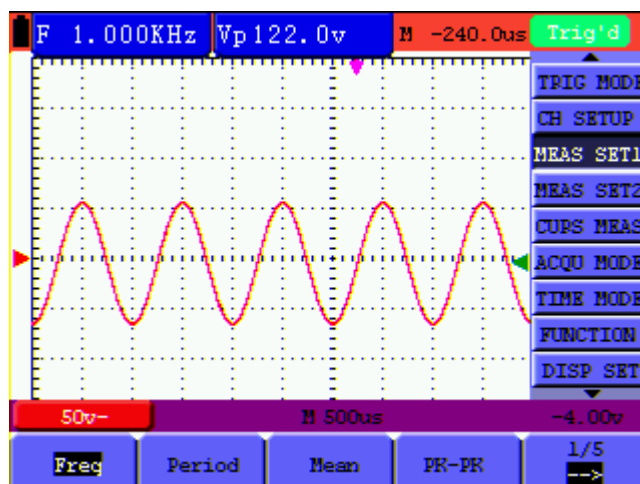 F 1.000KHz Vp122.0v M -240.0us Trig'd
TRIG MODE
CH SETUP
MEAS SET1
MEAS SET2
CURS MEAS
ACQU MODE
TIME MODE
FUNCTION
DISP SET
50v~ M 500us -4.00v
Freq Period Mean PK-PK 1/5
-->